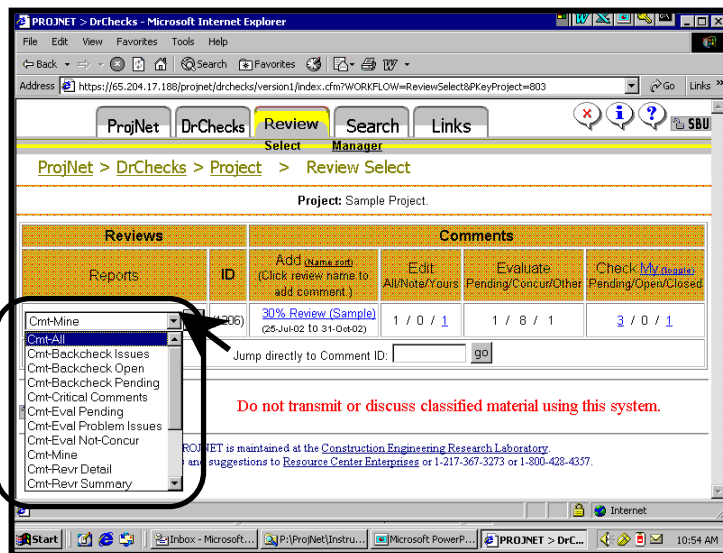 PROJNET > DrChecks - Microsoft Internet Explorer
File Edit View Favorites Tools Help
Back Search Favorites
Address https://65.204.17.188/projnet/drchecks/version1/index.cfm?WORKFLOW=ReviewSelect&PKeyProject=803 Go Links »
ProjNet DrChecks Review Search Links SBU
Select Manager
ProjNet > DrChecks > Project > Review Select
Project: Sample Project.
Reviews Comments
Reports ID Add (Name sort) (Click review name to add comment.) Edit All/Note/Yours Evaluate Pending/Concur/Other Check My (toggle) Pending/Open/Closed
Cmt-Mine 30% Review (Sample) (25-Jul-02 to 31-Oct-02) 1 / 0 / 1 1 / 8 / 1 3 / 0 / 1
Cmt-All
Cmt-Backcheck Issues
Cmt-Backcheck Open
Cmt-Backcheck Pending
Cmt-Critical Comments
Cmt-Eval Pending
Cmt-Eval Problem Issues
Cmt-Eval Not-Concur
Cmt-Mine
Cmt-Revr Detail
Cmt-Revr Summary
Jump directly to Comment ID: go
Do not transmit or discuss classified material using this system.
PROJNET is maintained at the Construction Engineering Research Laboratory.
and suggestions to Resource Center Enterprises or 1-217-367-3273 or 1-800-428-4357.
Internet
Start Inbox - Microsoft... P:\ProjNet\Instru... Microsoft PowerP... PROJNET > DrC... 10:54 AM